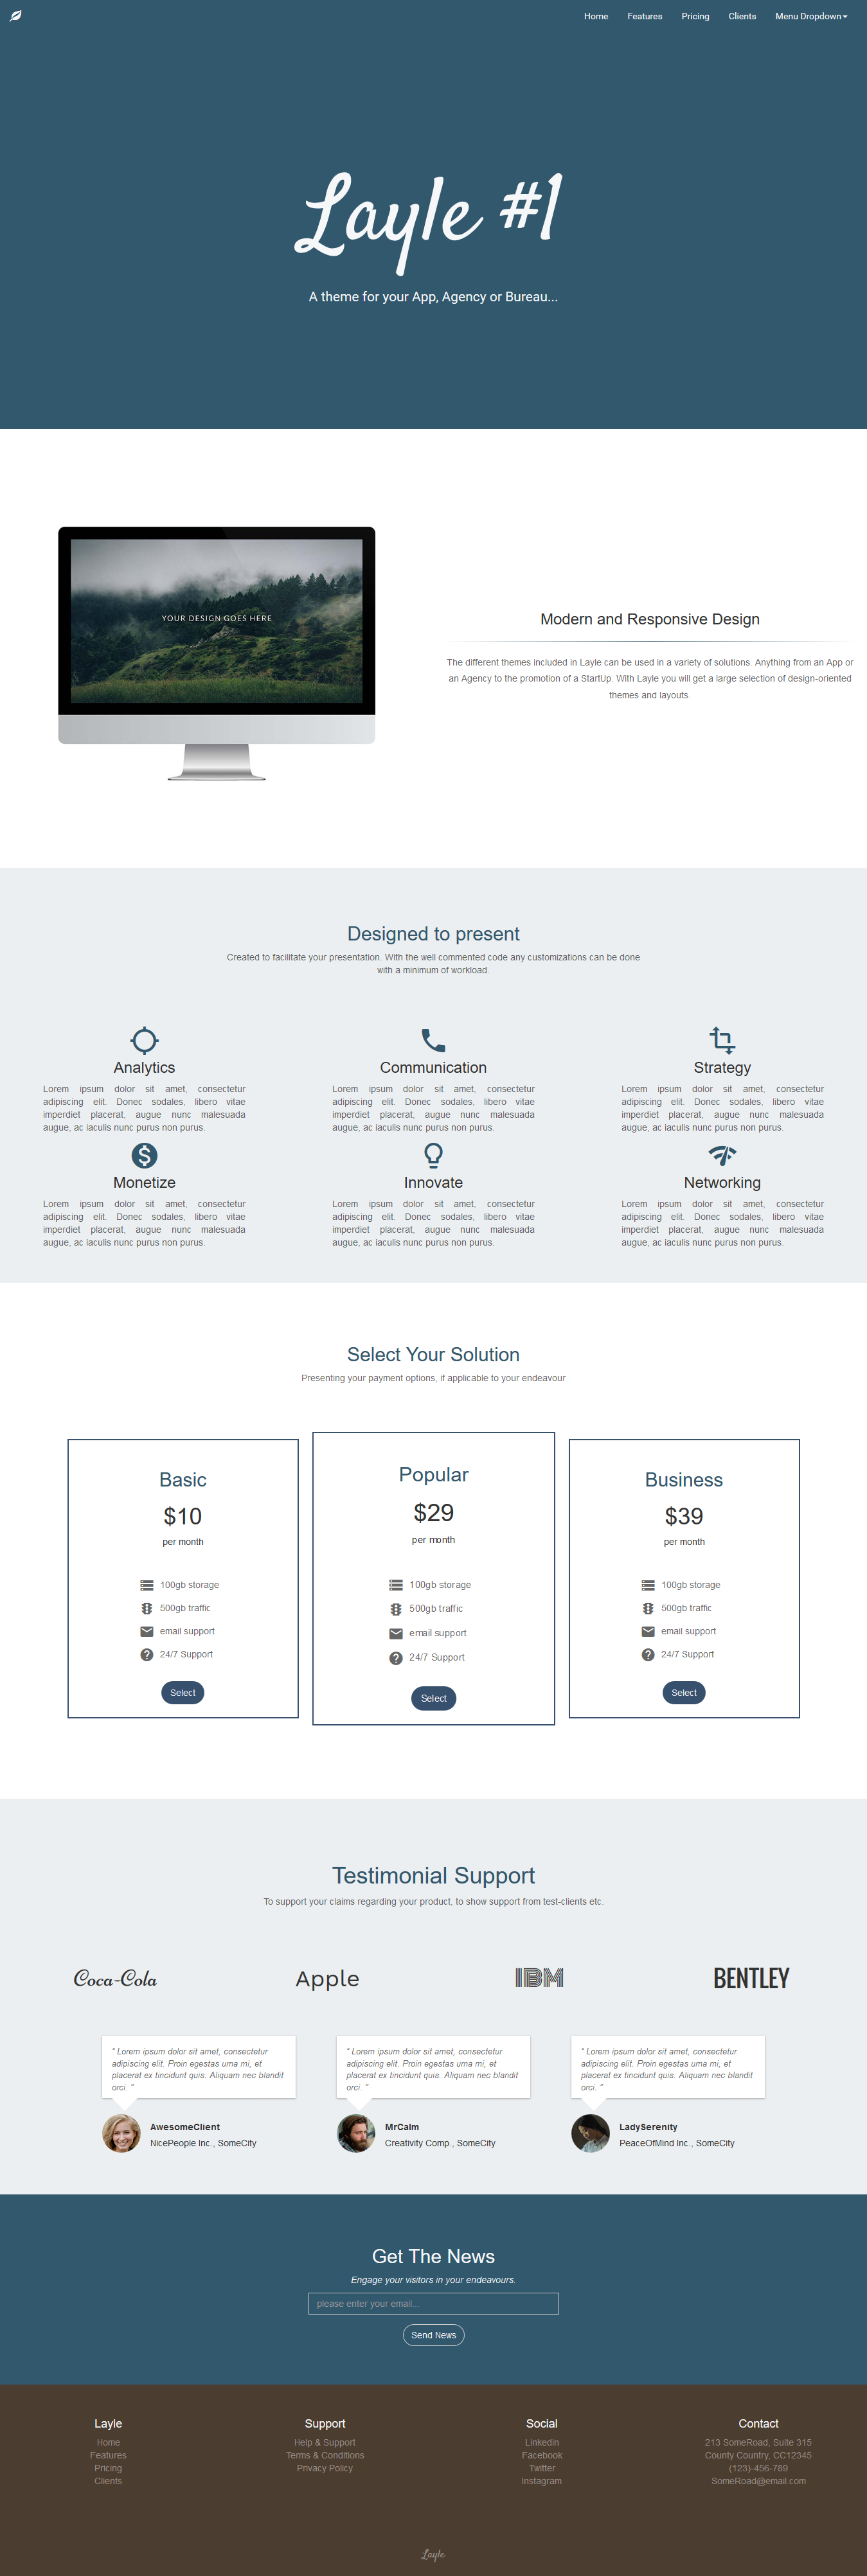 Home Features Pricing Clients Menu Dropdown
Layle #1
A theme for your App, Agency or Bureau...
YOUR DESIGN GOES HERE
Modern and Responsive Design
The different themes included in Layle can be used in a variety of solutions. Anything from an App or
an Agency to the promotion of a StartUp. With Layle you will get a large selection of design-oriented
themes and layouts.
Designed to present
Created to facilitate your presentation. With the well commented code any customizations can be done
with a minimum of workload.
Analytics
Lorem ipsum dolor sit amet, consectetur
adipiscing elit. Donec sodales, libero vitae
imperdiet placerat, augue nunc malesuada
augue, ac iaculis nunc purus non purus.
Communication
Lorem ipsum dolor sit amet, consectetur
adipiscing elit. Donec sodales, libero vitae
imperdiet placerat, augue nunc malesuada
augue, ac iaculis nunc purus non purus.
Strategy
Lorem ipsum dolor sit amet, consectetur
adipiscing elit. Donec sodales, libero vitae
imperdiet placerat, augue nunc malesuada
augue, ac iaculis nunc purus non purus.
Monetize
Lorem ipsum dolor sit amet, consectetur
adipiscing elit. Donec sodales, libero vitae
imperdiet placerat, augue nunc malesuada
augue, ac iaculis nunc purus non purus.
Innovate
Lorem ipsum dolor sit amet, consectetur
adipiscing elit. Donec sodales, libero vitae
imperdiet placerat, augue nunc malesuada
augue, ac iaculis nunc purus non purus.
Networking
Lorem ipsum dolor sit amet, consectetur
adipiscing elit. Donec sodales, libero vitae
imperdiet placerat, augue nunc malesuada
augue, ac iaculis nunc purus non purus.
Select Your Solution
Presenting your payment options, if applicable to your endeavour
Basic
$10
per month
100gb storage
500gb traffic
email support
24/7 Support
Select
Popular
$29
per month
100gb storage
500gb traffic
email support
24/7 Support
Select
Business
$39
per month
100gb storage
500gb traffic
email support
24/7 Support
Select
Testimonial Support
To support your claims regarding your product, to show support from test-clients etc.
Coca-Cola
Apple
IBM
BENTLEY
" Lorem ipsum dolor sit amet, consectetur
adipiscing elit. Proin egestas urna mi, et
placerat ex tincidunt quis. Aliquam nec blandit
orci. "
AwesomeClient
NicePeople Inc., SomeCity
" Lorem ipsum dolor sit amet, consectetur
adipiscing elit. Proin egestas urna mi, et
placerat ex tincidunt quis. Aliquam nec blandit
orci. "
MrCalm
Creativity Comp., SomeCity
" Lorem ipsum dolor sit amet, consectetur
adipiscing elit. Proin egestas urna mi, et
placerat ex tincidunt quis. Aliquam nec blandit
orci. "
LadySerenity
PeaceOfMind Inc., SomeCity
Get The News
Engage your visitors in your endeavours.
please enter your email...
Send News
Layle
Home
Features
Pricing
Clients
Support
Help & Support
Terms & Conditions
Privacy Policy
Social
Linkedin
Facebook
Twitter
Instagram
Contact
213 SomeRoad, Suite 315
County Country, CC12345
(123)-456-789
SomeRoad@email.com
Layle